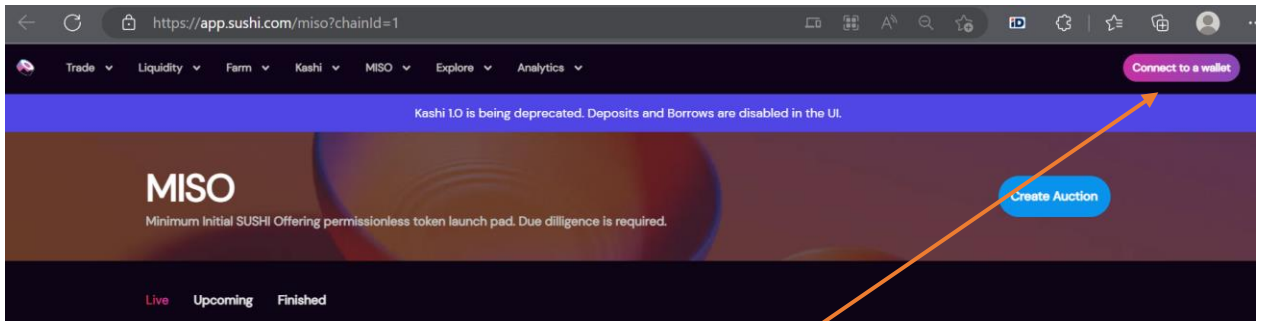 https://app.sushi.com/miso?chainId=1
Trade Liquidity Farm Kashi MISO Explore Analytics Connect to a wallet
Kashi 1.0 is being deprecated. Deposits and Borrows are disabled in the UI.
MISO
Create Auction
Minimum Initial SUSHI Offering permissionless token launch pad. Due dilligence is required.
Live Upcoming Finished